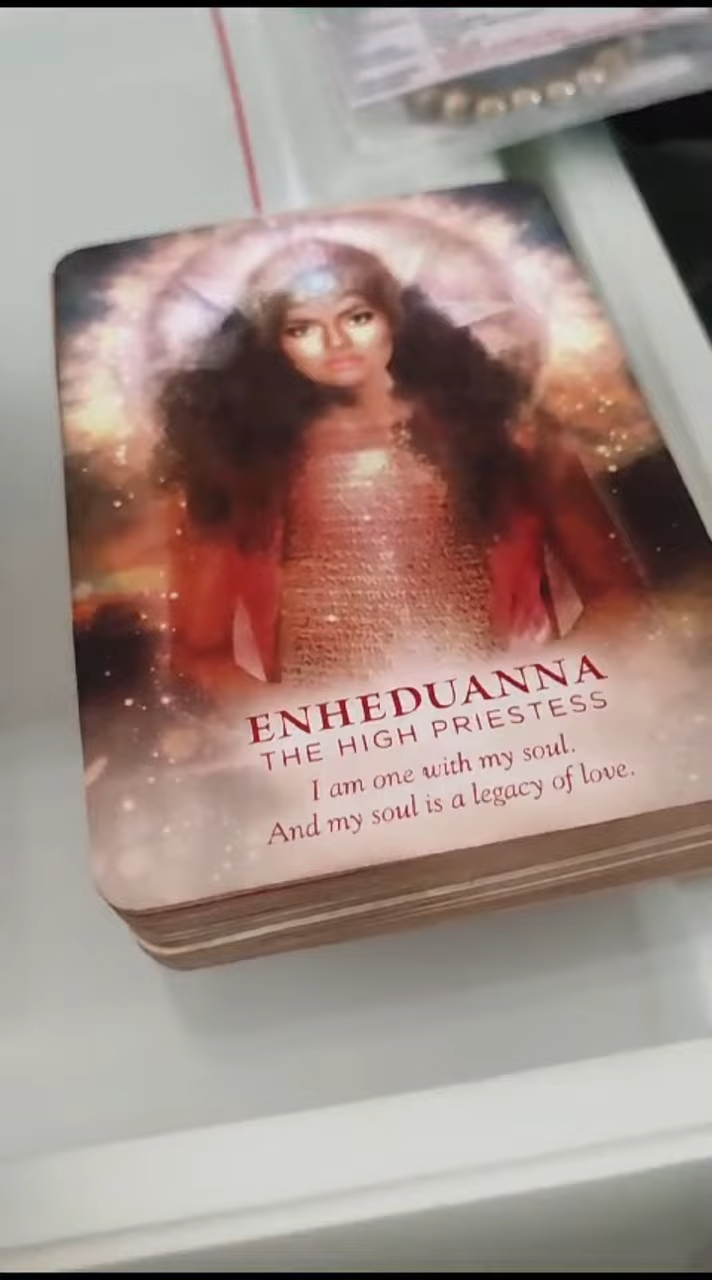 ENHEDUANNA
THE HIGH PRIESTESS
I am one with my soul.
And my soul is a legacy of love.